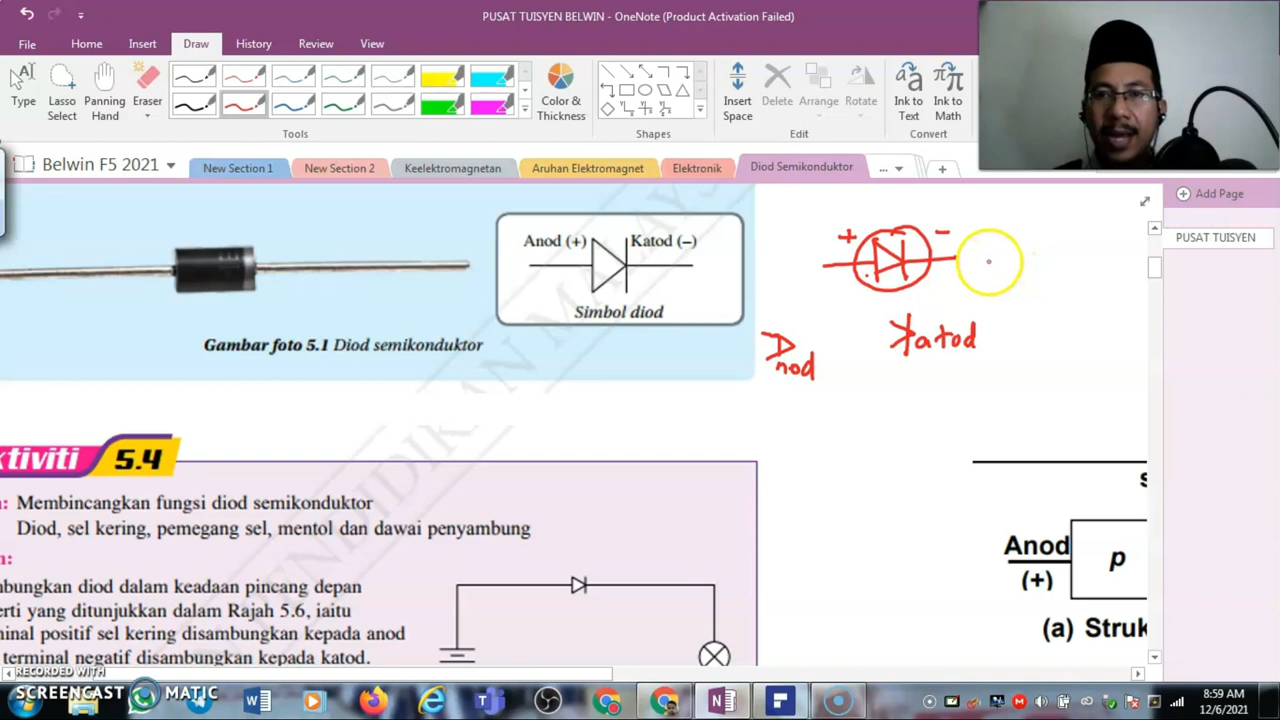 PUSAT TUISYEN BELWIN - OneNote (Product Activation Failed)
File Home Insert Draw History Review View
Type
Lasso Select
Panning Hand
Eraser
Color & Thickness
Insert Space
Delete
Arrange
Rotate
Ink to Text
Ink to Math
Tools
Shapes
Edit
Convert
Belwin F5 2021
New Section 1
New Section 2
Keelektromagnetan
Aruhan Elektromagnet
Elektronik
Diod Semikonduktor
...
Add Page
PUSAT TUISYEN
Anod (+) Katod (–)
Simbol diod
Gambar foto 5.1 Diod semikonduktor
+ -
nod
Katod
PENDIDIKAN MALAYS
ktiviti 5.4
Membincangkan fungsi diod semikonduktor
Diod, sel kering, pemegang sel, mentol dan dawai penyambung
mbungkan diod dalam keadaan pincang depan
erti yang ditunjukkan dalam Rajah 5.6, iaitu
minal positif sel kering disambungkan kepada anod
terminal negatif disambungkan kepada katod.
Anod
(+)
p
(a) Struk
RECORDED WITH
SCREENCAST MATIC
8:59 AM
12/6/2021